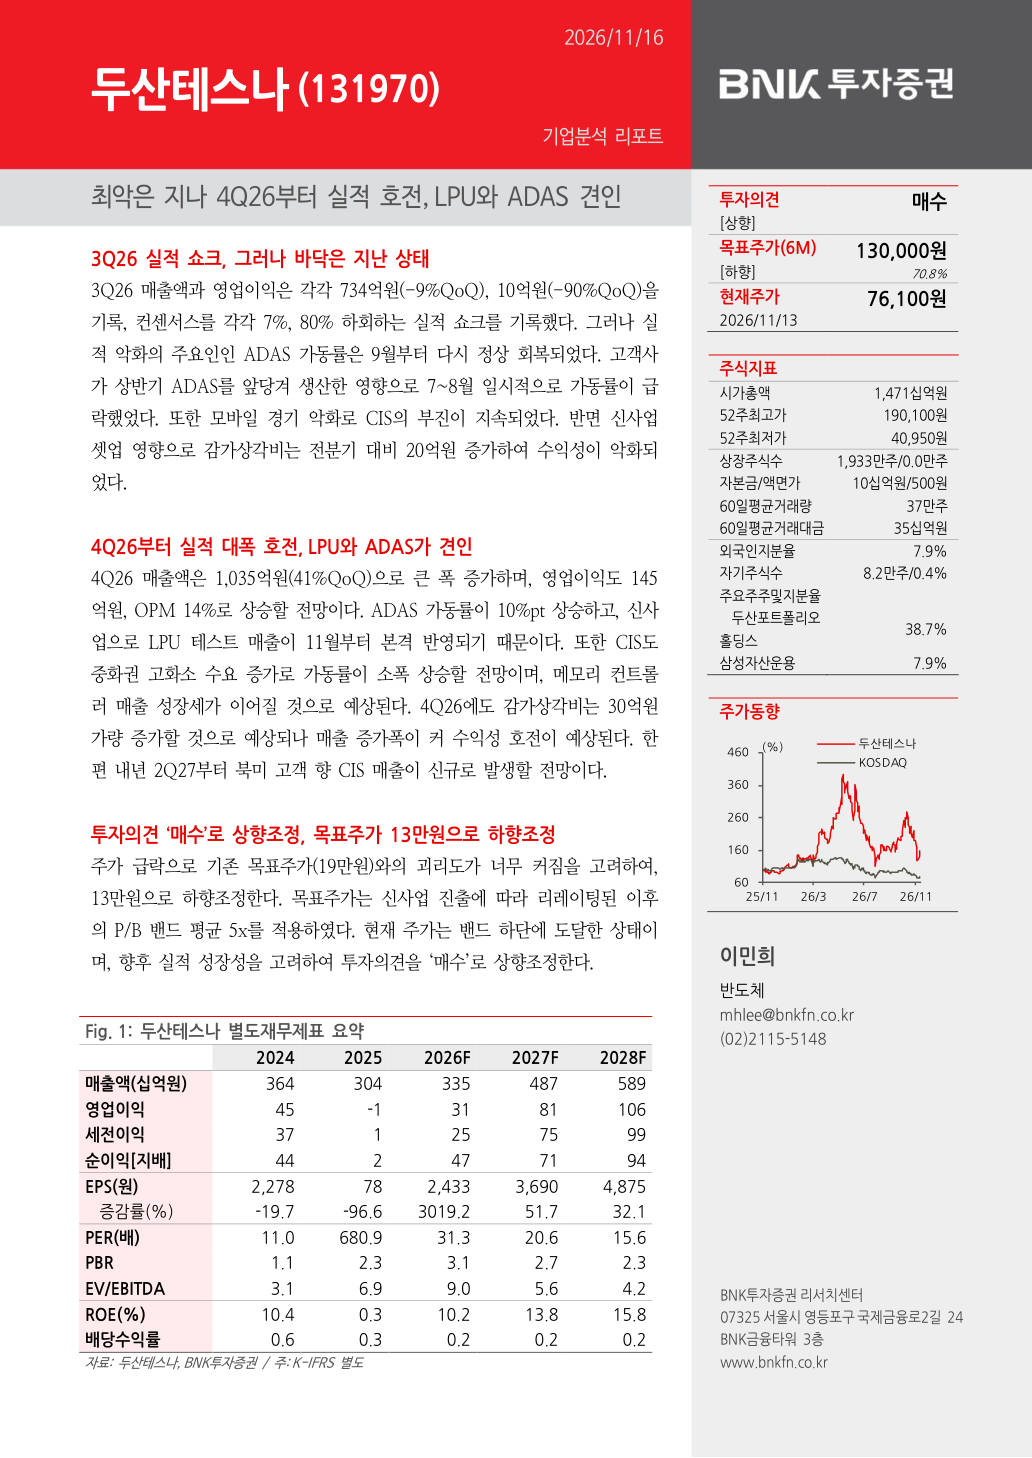 2026/11/16
두산테스나 (131970)
기업분석 리포트
BNK 투자증권
최악은 지나 4Q26부터 실적 호전, LPU와 ADAS 견인
3Q26 실적 쇼크, 그러나 바닥은 지난 상태
3Q26 매출액과 영업이익은 각각 734억원(-9%QoQ), 10억원(-90%QoQ)을
기록, 컨센서스를 각각 7%, 80% 하회하는 실적 쇼크를 기록했다. 그러나 실
적 악화의 주요인인 ADAS 가동률은 9월부터 다시 정상 회복되었다. 고객사
가 상반기 ADAS를 앞당겨 생산한 영향으로 7~8월 일시적으로 가동률이 급
락했었다. 또한 모바일 경기 악화로 CIS의 부진이 지속되었다. 반면 신사업
셋업 영향으로 감가상각비는 전분기 대비 20억원 증가하여 수익성이 악화되
었다.
4Q26부터 실적 대폭 호전, LPU와 ADAS가 견인
4Q26 매출액은 1,035억원(41%QoQ)으로 큰 폭 증가하며, 영업이익도 145
억원, OPM 14%로 상승할 전망이다. ADAS 가동률이 10%pt 상승하고, 신사
업으로 LPU 테스트 매출이 11월부터 본격 반영되기 때문이다. 또한 CIS도
중화권 고화소 수요 증가로 가동률이 소폭 상승할 전망이며, 메모리 컨트롤
러 매출 성장세가 이어질 것으로 예상된다. 4Q26에도 감가상각비는 30억원
가량 증가할 것으로 예상되나 매출 증가폭이 커 수익성 호전이 예상된다. 한
편 내년 2Q27부터 북미 고객 향 CIS 매출이 신규로 발생할 전망이다.
투자의견 ‘매수’로 상향조정, 목표주가 13만원으로 하향조정
주가 급락으로 기존 목표주가(19만원)와의 괴리도가 너무 커짐을 고려하여,
13만원으로 하향조정한다. 목표주가는 신사업 진출에 따라 리레이팅된 이후
의 P/B 밴드 평균 5x를 적용하였다. 현재 주가는 밴드 하단에 도달한 상태이
며, 향후 실적 성장성을 고려하여 투자의견을 ‘매수’로 상향조정한다.
Fig. 1: 두산테스나 별도재무제표 요약
2024 2025 2026F 2027F 2028F
매출액(십억원) 364 304 335 487 589
영업이익 45 -1 31 81 106
세전이익 37 1 25 75 99
순이익[지배] 44 2 47 71 94
EPS(원) 2,278 78 2,433 3,690 4,875
증감률(%) -19.7 -96.6 3019.2 51.7 32.1
PER(배) 11.0 680.9 31.3 20.6 15.6
PBR 1.1 2.3 3.1 2.7 2.3
EV/EBITDA 3.1 6.9 9.0 5.6 4.2
ROE(%) 10.4 0.3 10.2 13.8 15.8
배당수익률 0.6 0.3 0.2 0.2 0.2
자료: 두산테스나, BNK투자증권 / 주: K-IFRS 별도
투자의견 매수
[상향]
목표주가(6M) 130,000원
[하향] 70.8%
현재주가 76,100원
2026/11/13
주식지표
시가총액 1,471십억원
52주최고가 190,100원
52주최저가 40,950원
상장주식수 1,933만주/0.0만주
자본금/액면가 10십억원/500원
60일평균거래량 37만주
60일평균거래대금 35십억원
외국인지분율 7.9%
자기주식수 8.2만주/0.4%
주요주주및지분율
두산포트폴리오
홀딩스 38.7%
삼성자산운용 7.9%
주가동향
(%)
두산테스나
KOSDAQ
460
360
260
160
60
25/11 26/3 26/7 26/11
이민희
반도체
mhlee@bnkfn.co.kr
(02)2115-5148
BNK투자증권 리서치센터
07325 서울시 영등포구 국제금융로2길 24
BNK금융타워 3층
www.bnkfn.co.kr